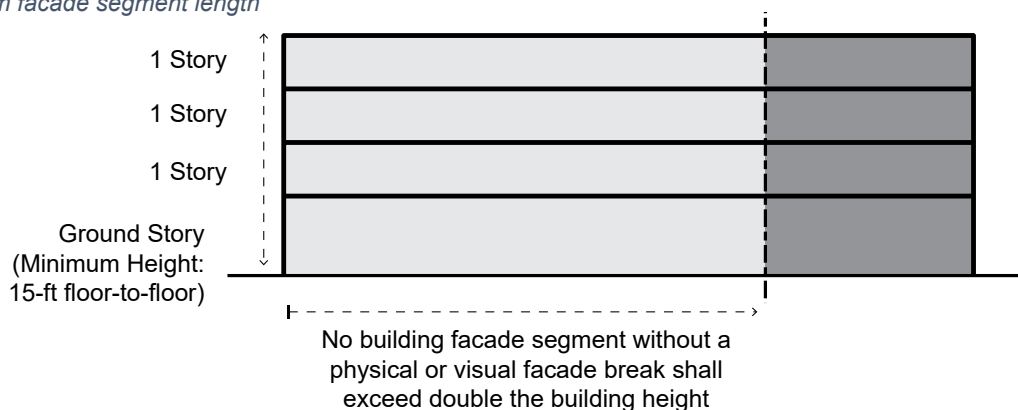 facade segment length
1 Story
1 Story
1 Story
Ground Story
(Minimum Height:
15-ft floor-to-floor)
No building facade segment without a
physical or visual facade break shall
exceed double the building height